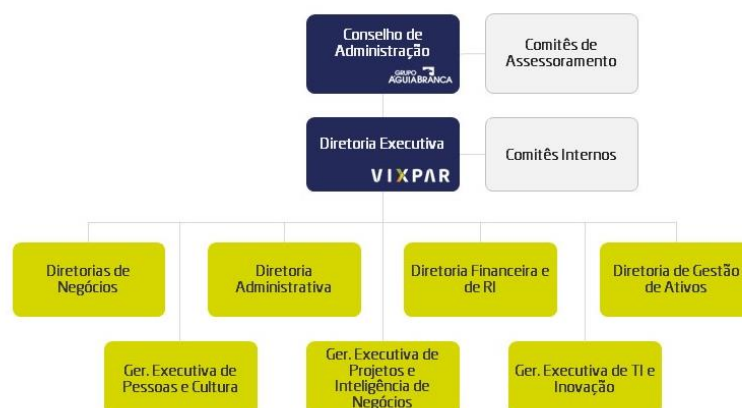 Conselho de
Administração
GRUPO
AGUIABRANCA
Comitês de
Assessoramento
Diretoria Executiva
VIXPAR
Comitês Internos
Diretorias de
Negócios
Diretoria
Administrativa
Diretoria Financeira e
de RI
Diretoria de Gestão
de Ativos
Ger. Executiva de
Pessoas e Cultura
Ger. Executiva de
Projetos e
Inteligência de
Negócios
Ger. Executiva de TI e
Inovação